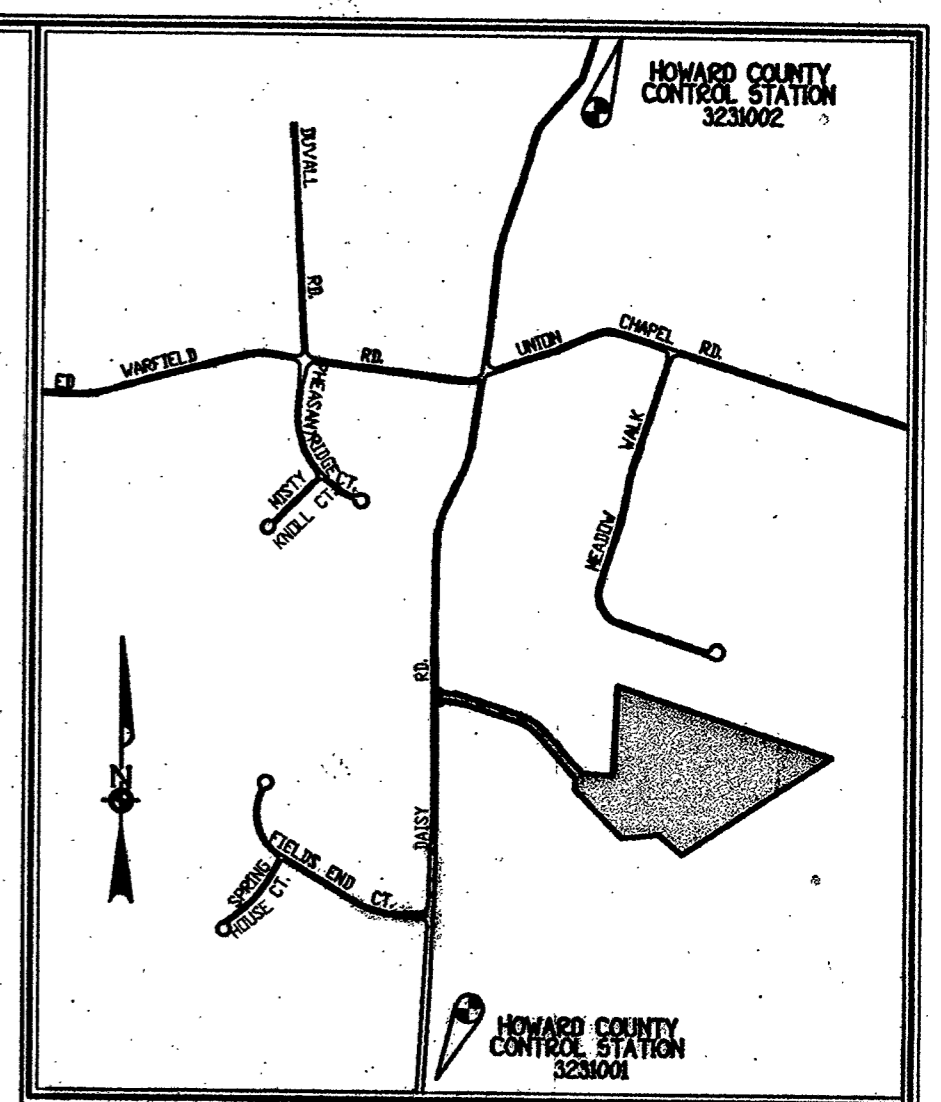 HOWARD COUNTY
CONTROL STATION
3231002
DUVALL RD.
UNION CHAPEL RD.
ED WARFIELD RD.
PHEASANT RIDGE CT.
WALK
MEADOW
MISTY
KNOLL CT.
RD.
N
DAISY
FIELDS END CT.
SPRING
HOUSE CT.
HOWARD COUNTY
CONTROL STATION
3231001